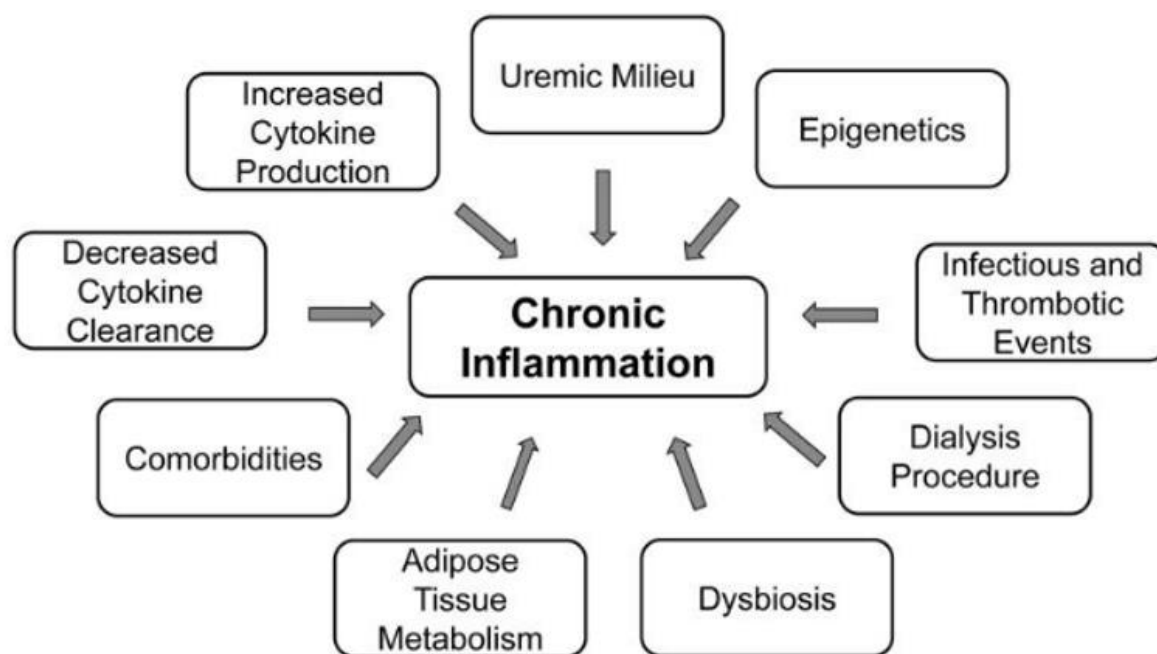 Uremic Milieu
Increased
Cytokine
Production
Epigenetics
Decreased
Cytokine
Clearance
Chronic
Inflammation
Infectious and
Thrombotic
Events
Comorbidities
Dialysis
Procedure
Adipose
Tissue
Metabolism
Dysbiosis